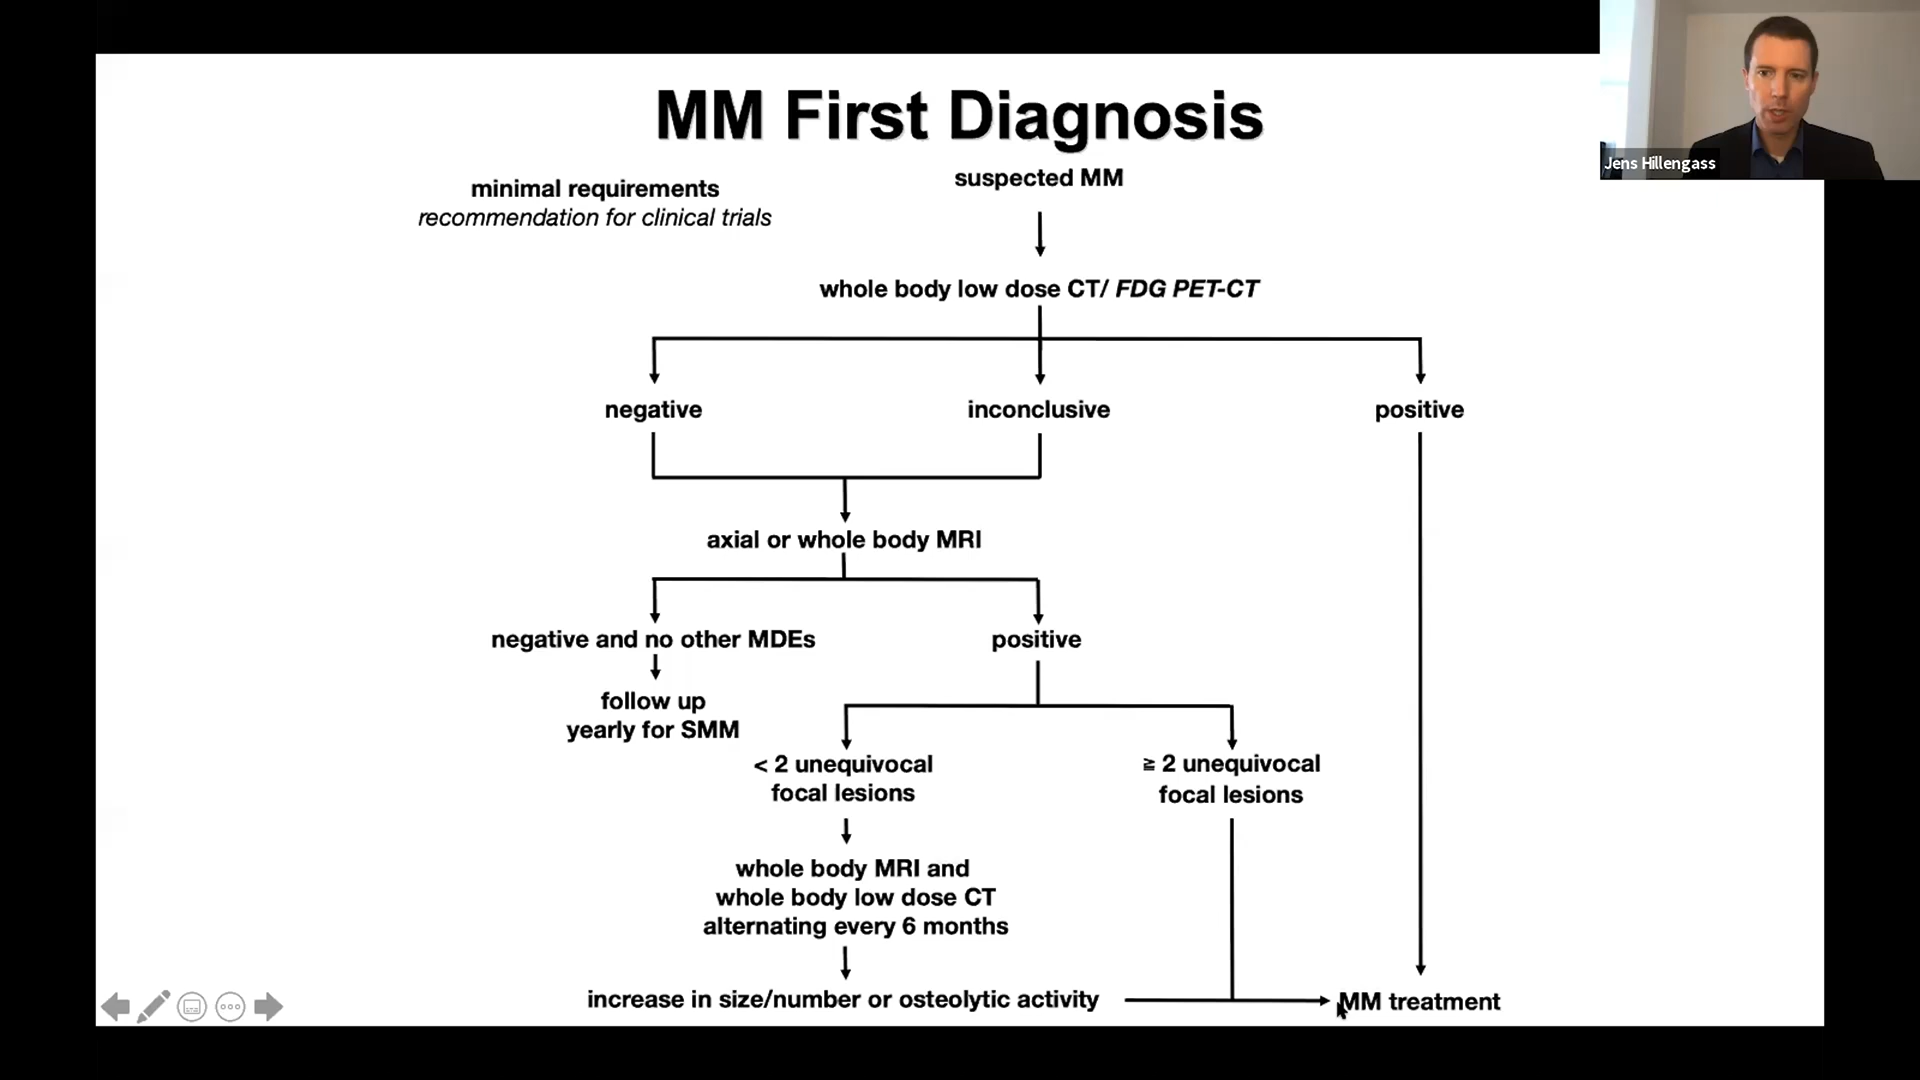 MM First Diagnosis
Jens Hillengass
minimal requirements
recommendation for clinical trials
suspected MM
whole body low dose CT/ FDG PET-CT
negative
inconclusive
positive
axial or whole body MRI
negative and no other MDEs
positive
follow up
yearly for SMM
< 2 unequivocal
focal lesions
≧ 2 unequivocal
focal lesions
whole body MRI and
whole body low dose CT
alternating every 6 months
increase in size/number or osteolytic activity
MM treatment